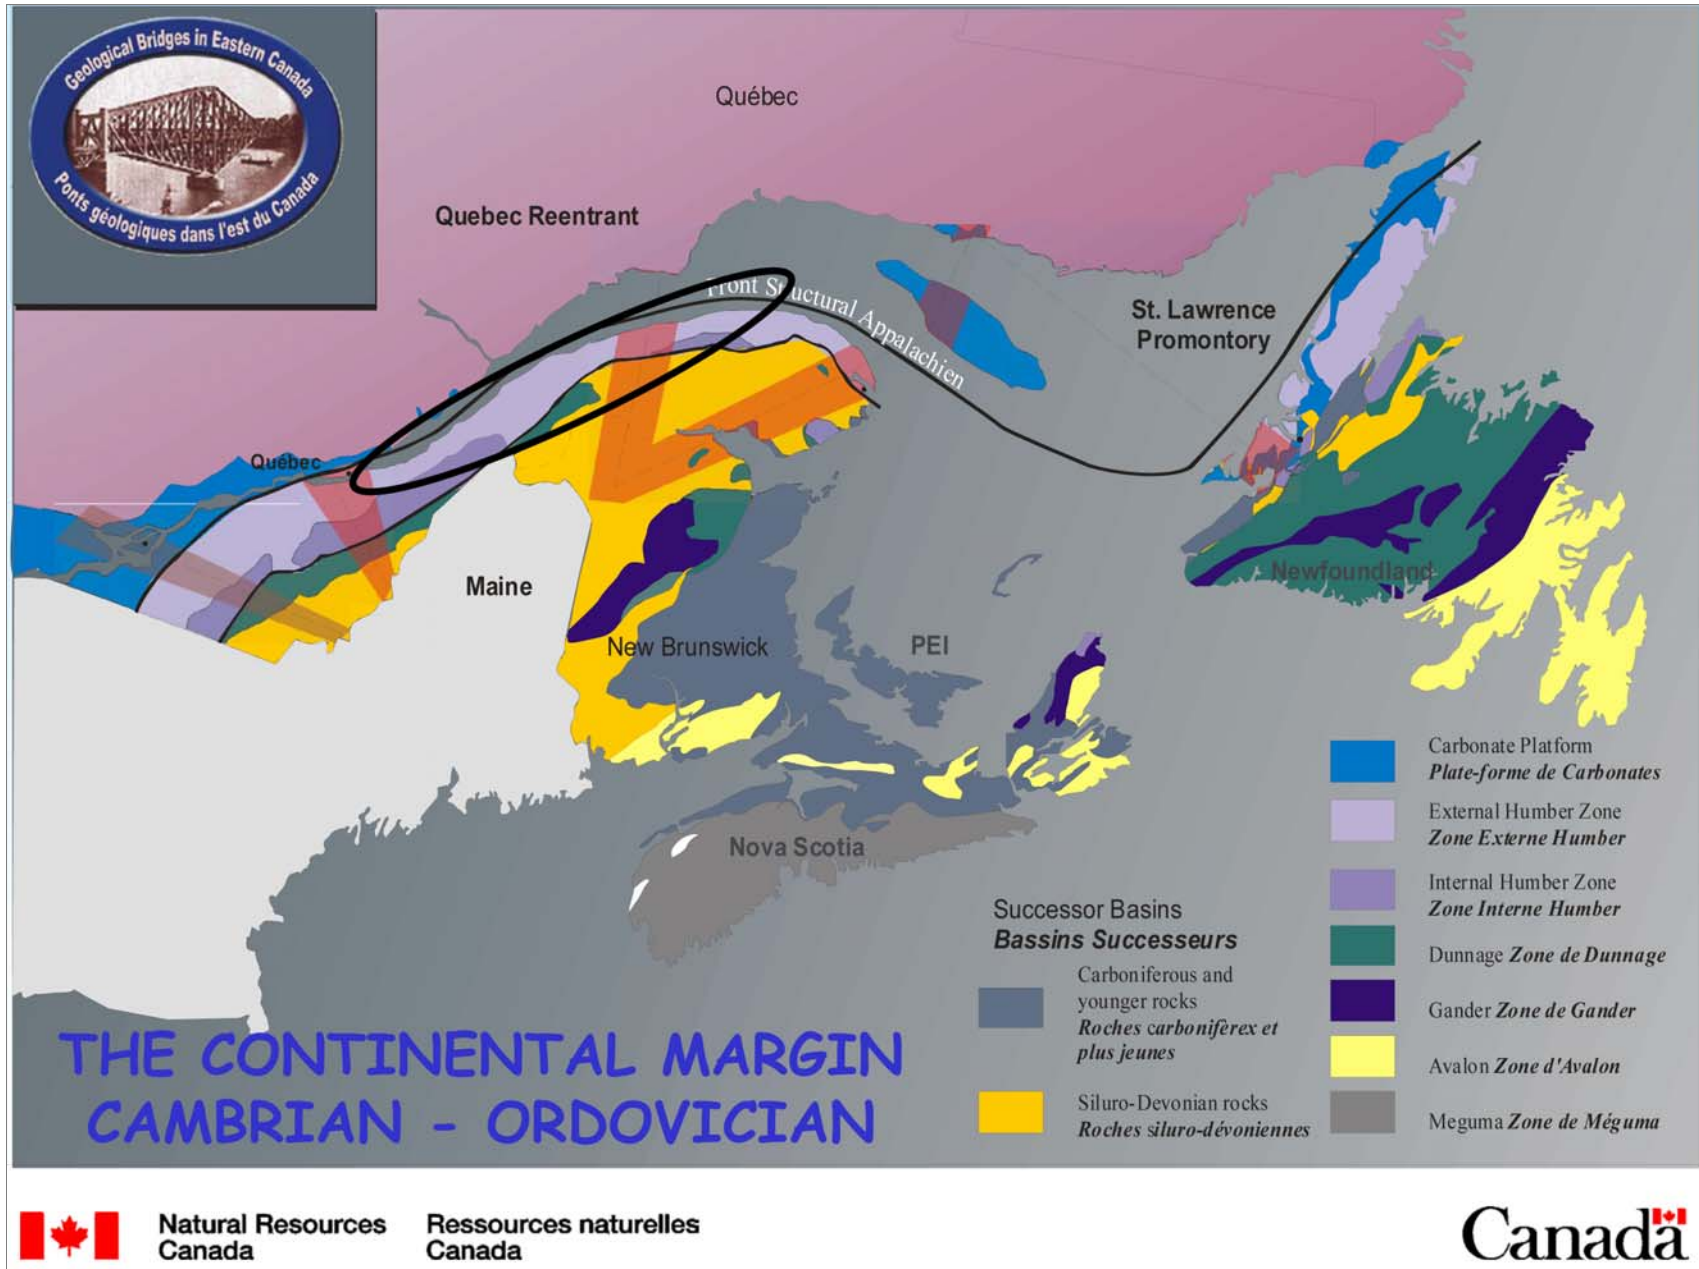 Geological Bridges in Eastern Canada
Ponts géologiques dans l'est du Canada
Québec
Quebec Reentrant
Front Structural Appalachien
St. Lawrence
Promontory
Québec
Maine
Newfoundland
New Brunswick
PEI
Nova Scotia
Carbonate Platform
Plate-forme de Carbonates
External Humber Zone
Zone Externe Humber
Internal Humber Zone
Zone Interne Humber
Dunnage Zone de Dunnage
Gander Zone de Gander
Avalon Zone d'Avalon
Meguma Zone de Méguma
Successor Basins
Bassins Successeurs
Carboniferous and
younger rocks
Roches carbonifèrex et
plus jeunes
Siluro-Devonian rocks
Roches siluro-dévoniennes
THE CONTINENTAL MARGIN
CAMBRIAN - ORDOVICIAN
Natural Resources
Canada
Ressources naturelles
Canada
Canada